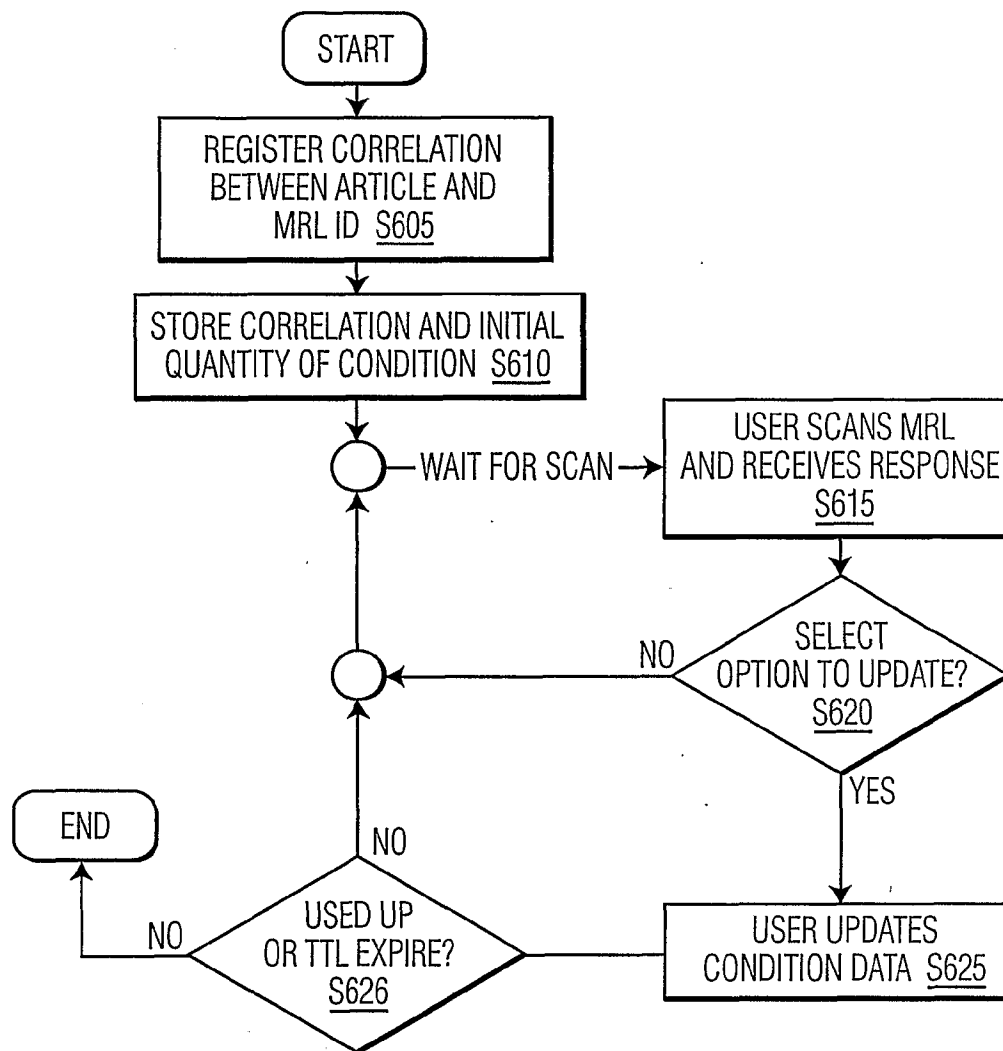 START
REGISTER CORRELATION
BETWEEN ARTICLE AND
MRL ID S605
STORE CORRELATION AND INITIAL
QUANTITY OF CONDITION S610
WAIT FOR SCAN
USER SCANS MRL
AND RECEIVES RESPONSE
S615
SELECT
OPTION TO UPDATE?
S620
NO
YES
USER UPDATES
CONDITION DATA S625
USED UP
OR TTL EXPIRE?
S626
NO
NO
END